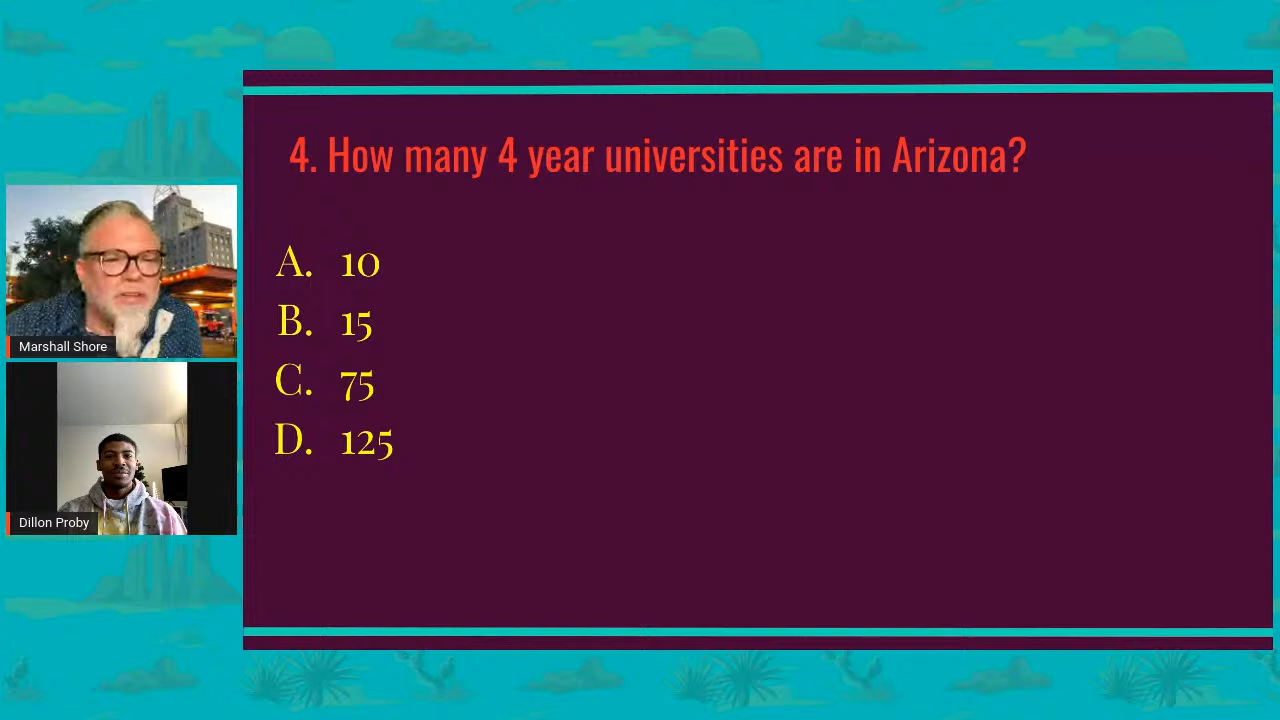 4. How many 4 year universities are in Arizona?
A. 10
B. 15
C. 75
D. 125
Marshall Shore
Dillon Proby